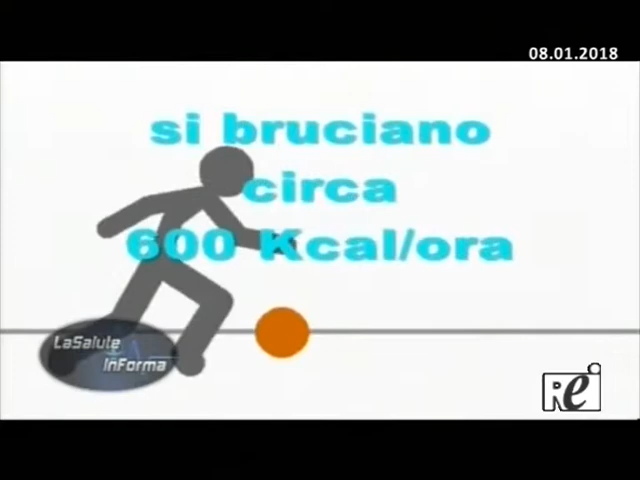 08.01.2018
si bruciano
circa
600 Kcal/ora
LaSalute
InForma
Rei